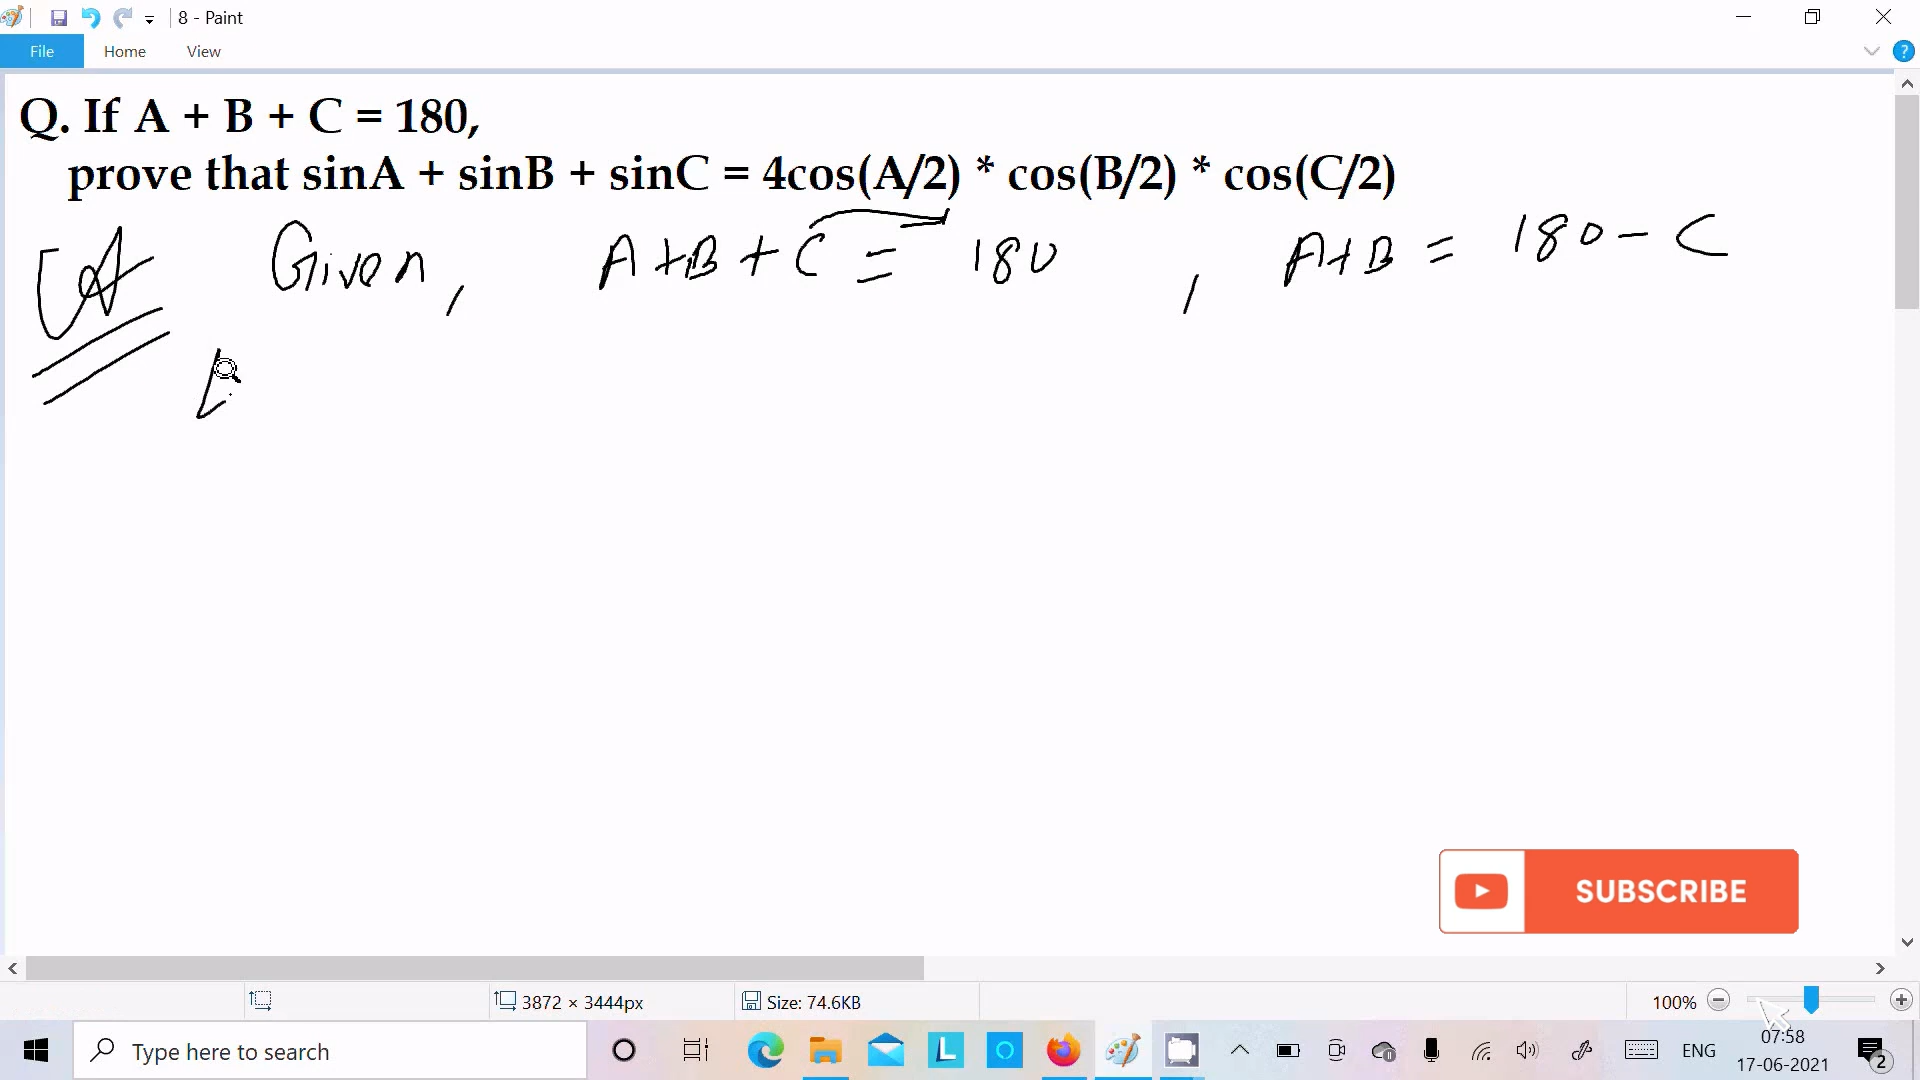 8 - Paint
File Home View
Q. If A + B + C = 180,
prove that sinA + sinB + sinC = 4cos(A/2) * cos(B/2) * cos(C/2)
Given, A+B+C = 180, A+B = 180-C
SUBSCRIBE
3872 × 3444px Size: 74.6KB 100%
Type here to search
ENG
07:58
17-06-2021
2